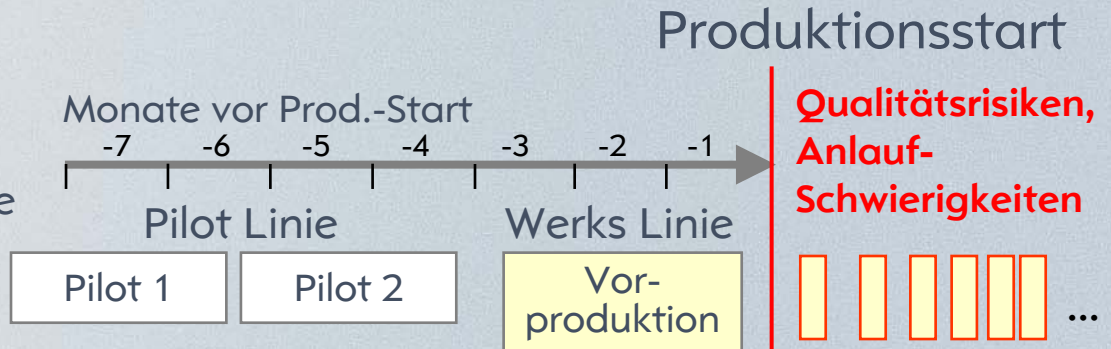 Produktionsstart
Monate vor Prod.-Start
-7 -6 -5 -4 -3 -2 -1
Qualitätsrisiken,
Anlauf-
Schwierigkeiten
e
Pilot Linie Werks Linie
Pilot 1 Pilot 2 Vor-
produktion
...